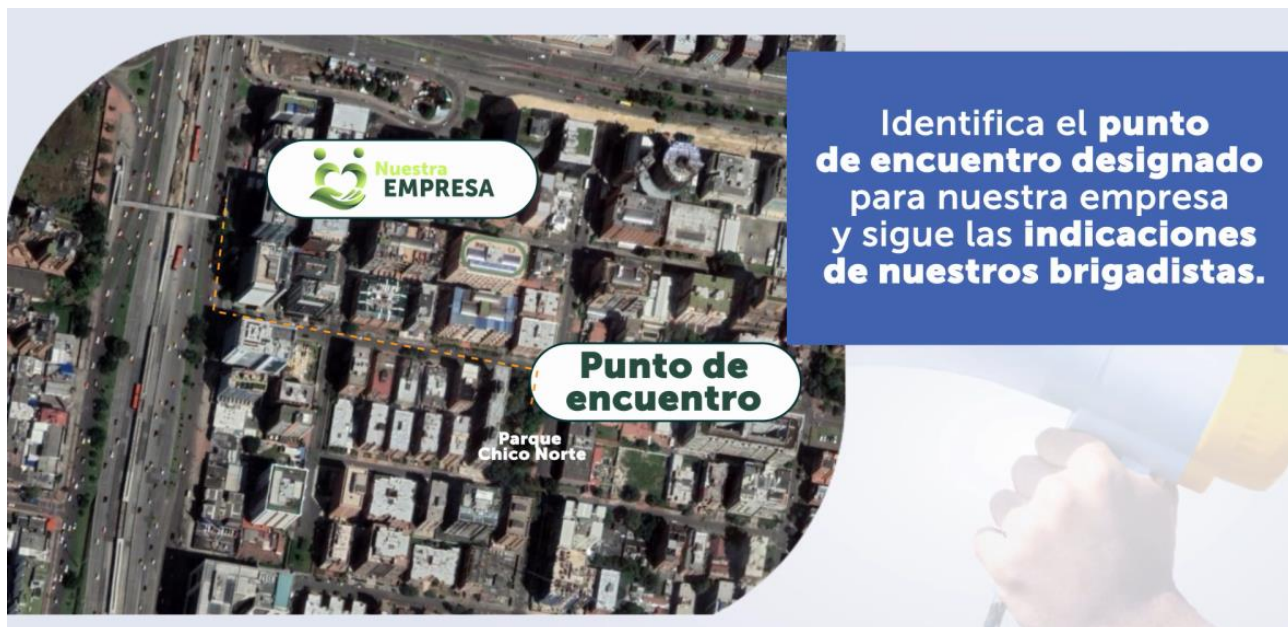 Nuestra
EMPRESA
Punto de
encuentro
Parque
Chico Norte
Identifica el punto
de encuentro designado
para nuestra empresa
y sigue las indicaciones
de nuestros brigadistas.